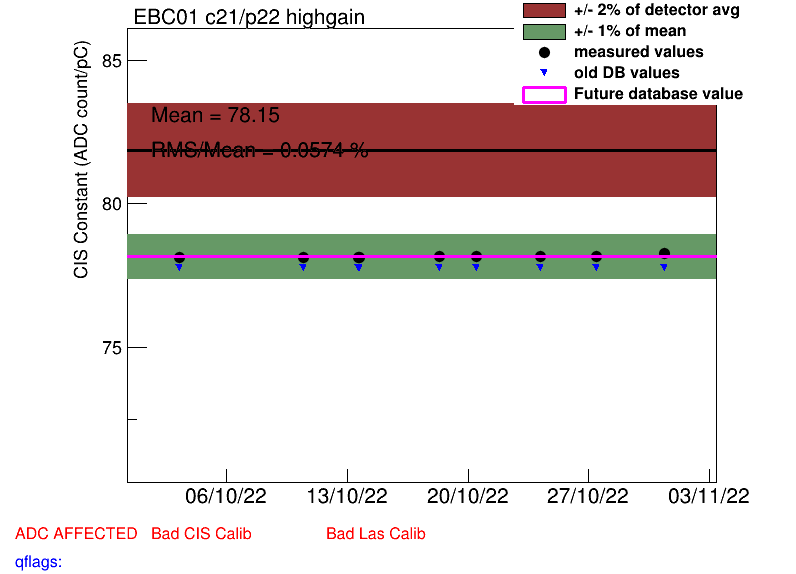 EBC01 c21/p22 highgain
+/- 2% of detector avg
+/- 1% of mean
measured values
old DB values
Future database value
Mean = 78.15
RMS/Mean = 0.0574 %
CIS Constant (ADC count/pC)
85
80
75
06/10/22 13/10/22 20/10/22 27/10/22 03/11/22
ADC AFFECTED Bad CIS Calib Bad Las Calib
qflags: